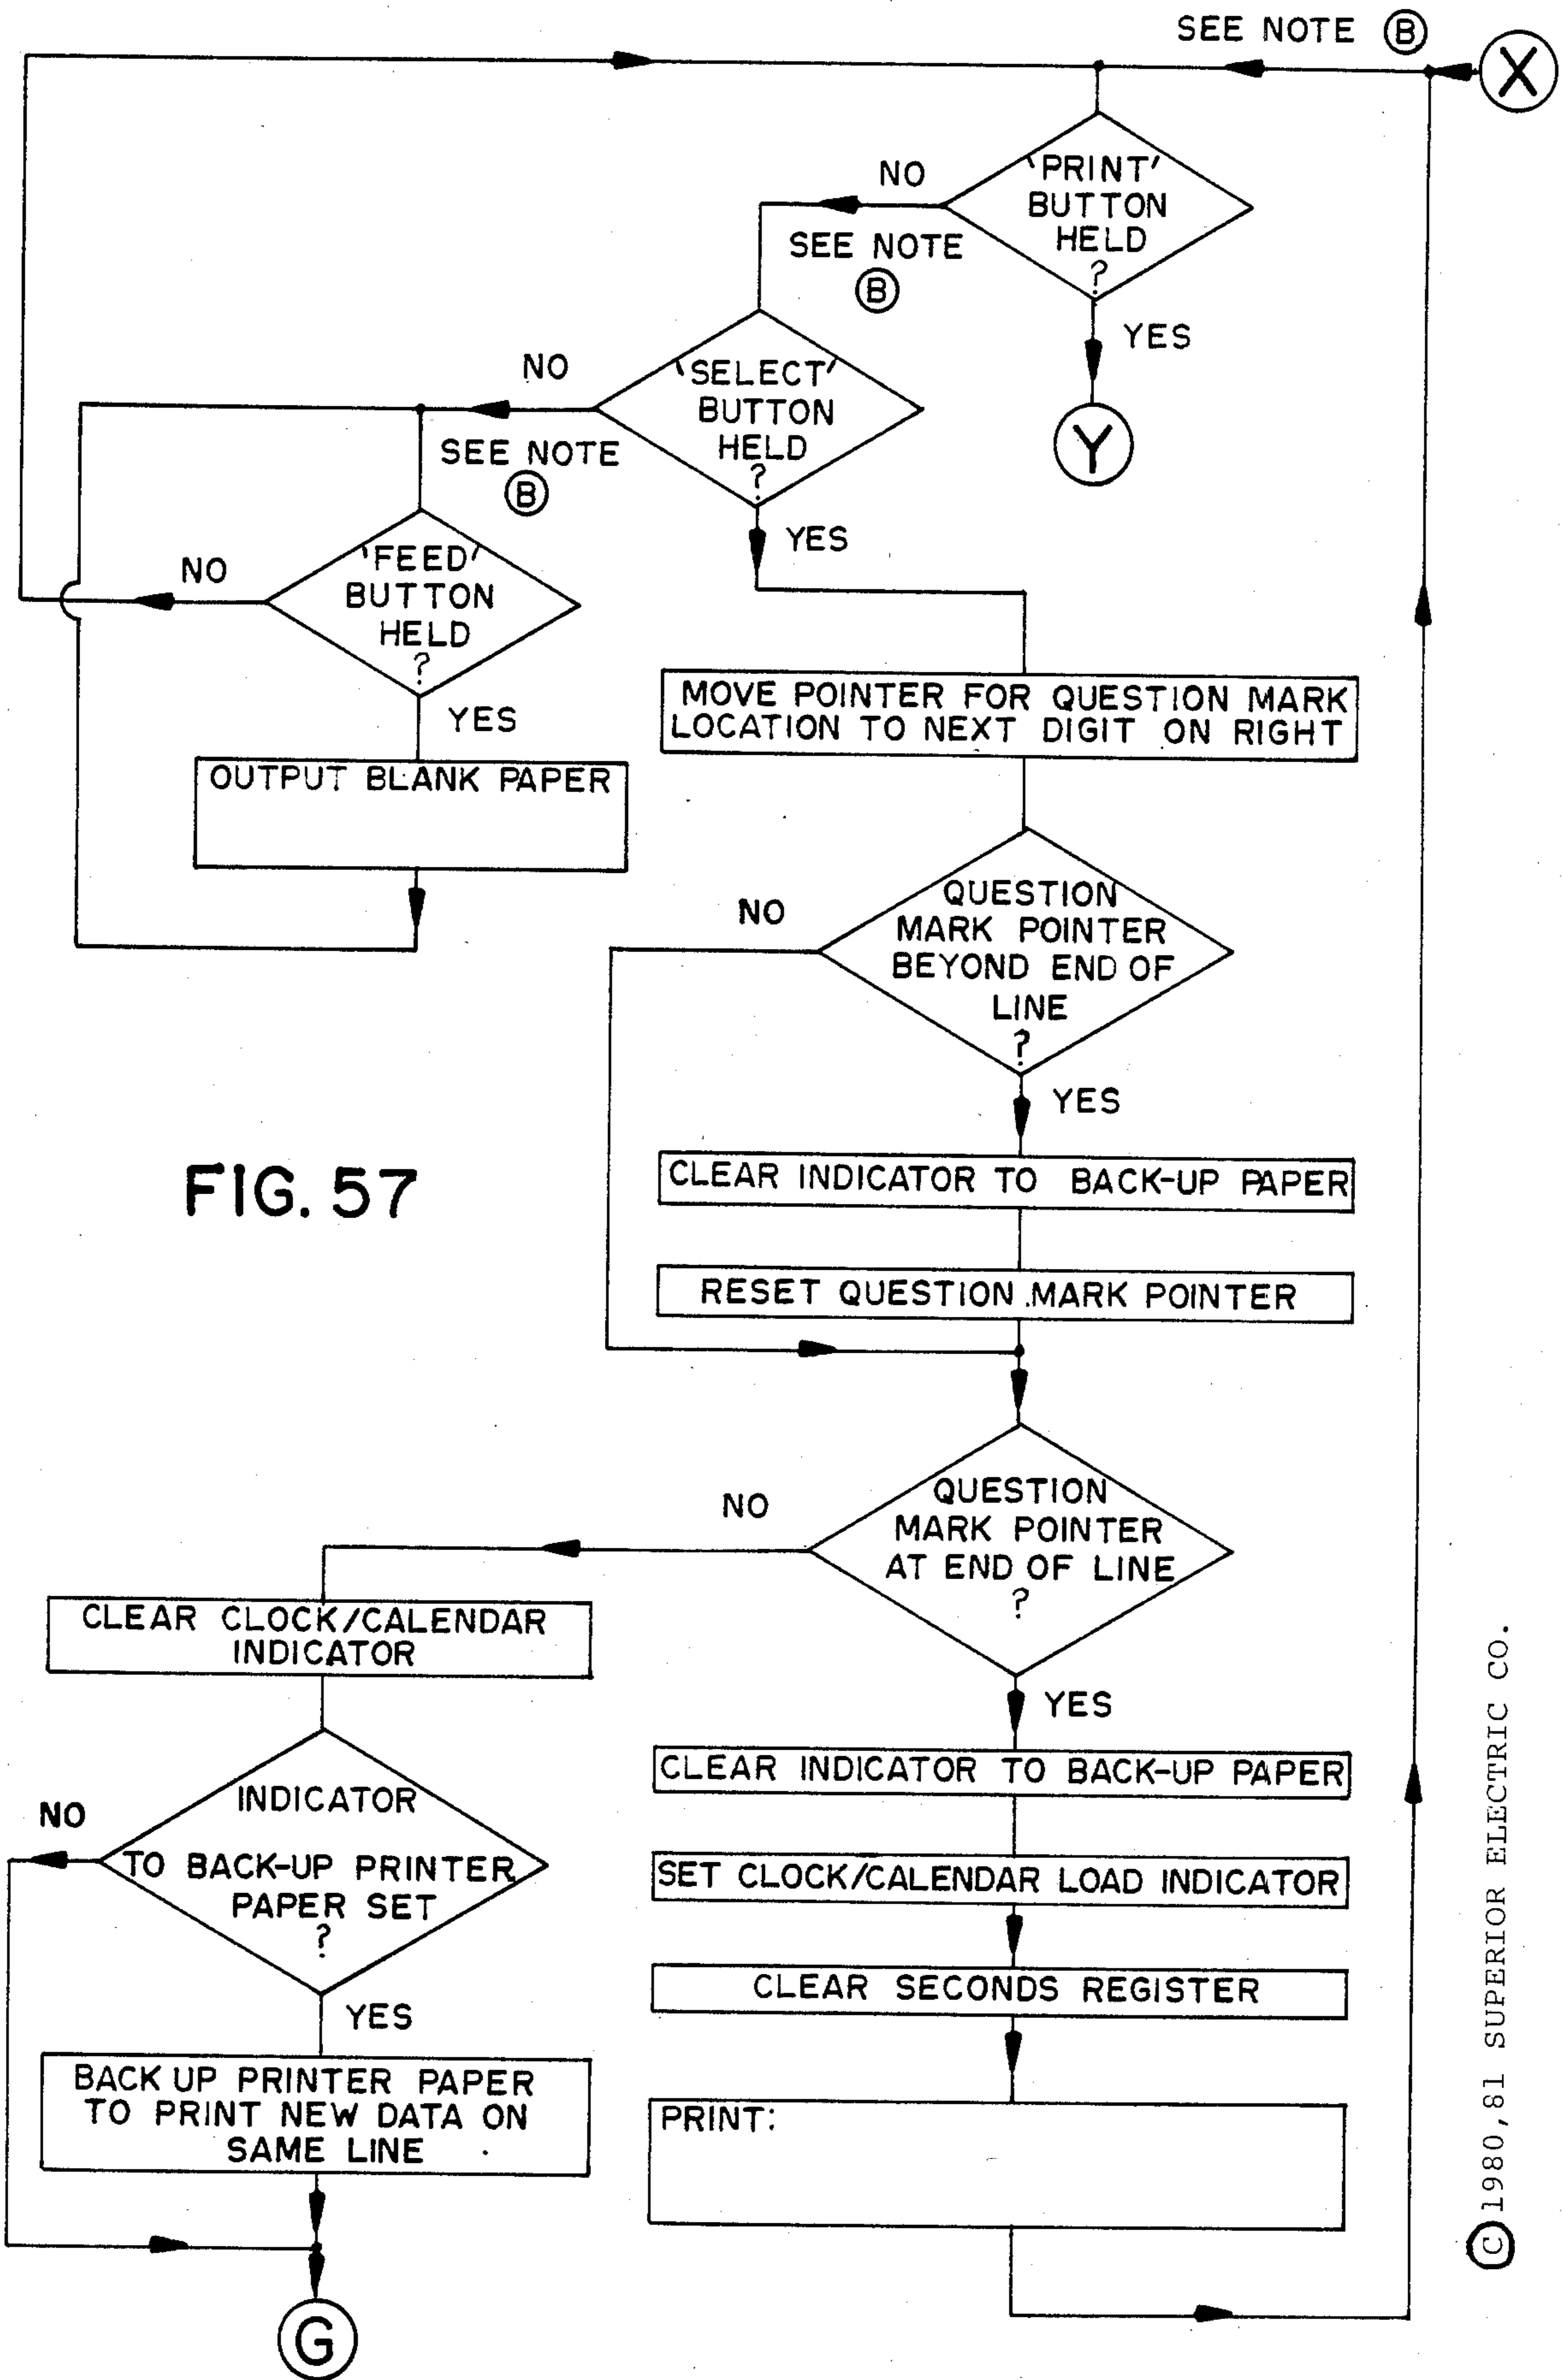 SEE NOTE Ⓑ
X
'PRINT'
BUTTON
HELD
?
NO
SEE NOTE
Ⓑ
YES
Y
'SELECT'
BUTTON
HELD
?
NO
SEE NOTE
Ⓑ
YES
'FEED'
BUTTON
HELD
?
NO
YES
OUTPUT BLANK PAPER
MOVE POINTER FOR QUESTION MARK
LOCATION TO NEXT DIGIT ON RIGHT
QUESTION
MARK POINTER
BEYOND END OF
LINE
?
NO
YES
FIG. 57
CLEAR INDICATOR TO BACK-UP PAPER
RESET QUESTION MARK POINTER
QUESTION
MARK POINTER
AT END OF LINE
?
NO
YES
CLEAR CLOCK/CALENDAR
INDICATOR
INDICATOR
TO BACK-UP PRINTER
PAPER SET
?
NO
YES
BACK UP PRINTER PAPER
TO PRINT NEW DATA ON
SAME LINE
G
CLEAR INDICATOR TO BACK-UP PAPER
SET CLOCK/CALENDAR LOAD INDICATOR
CLEAR SECONDS REGISTER
PRINT:
© 1980,81 SUPERIOR ELECTRIC CO.